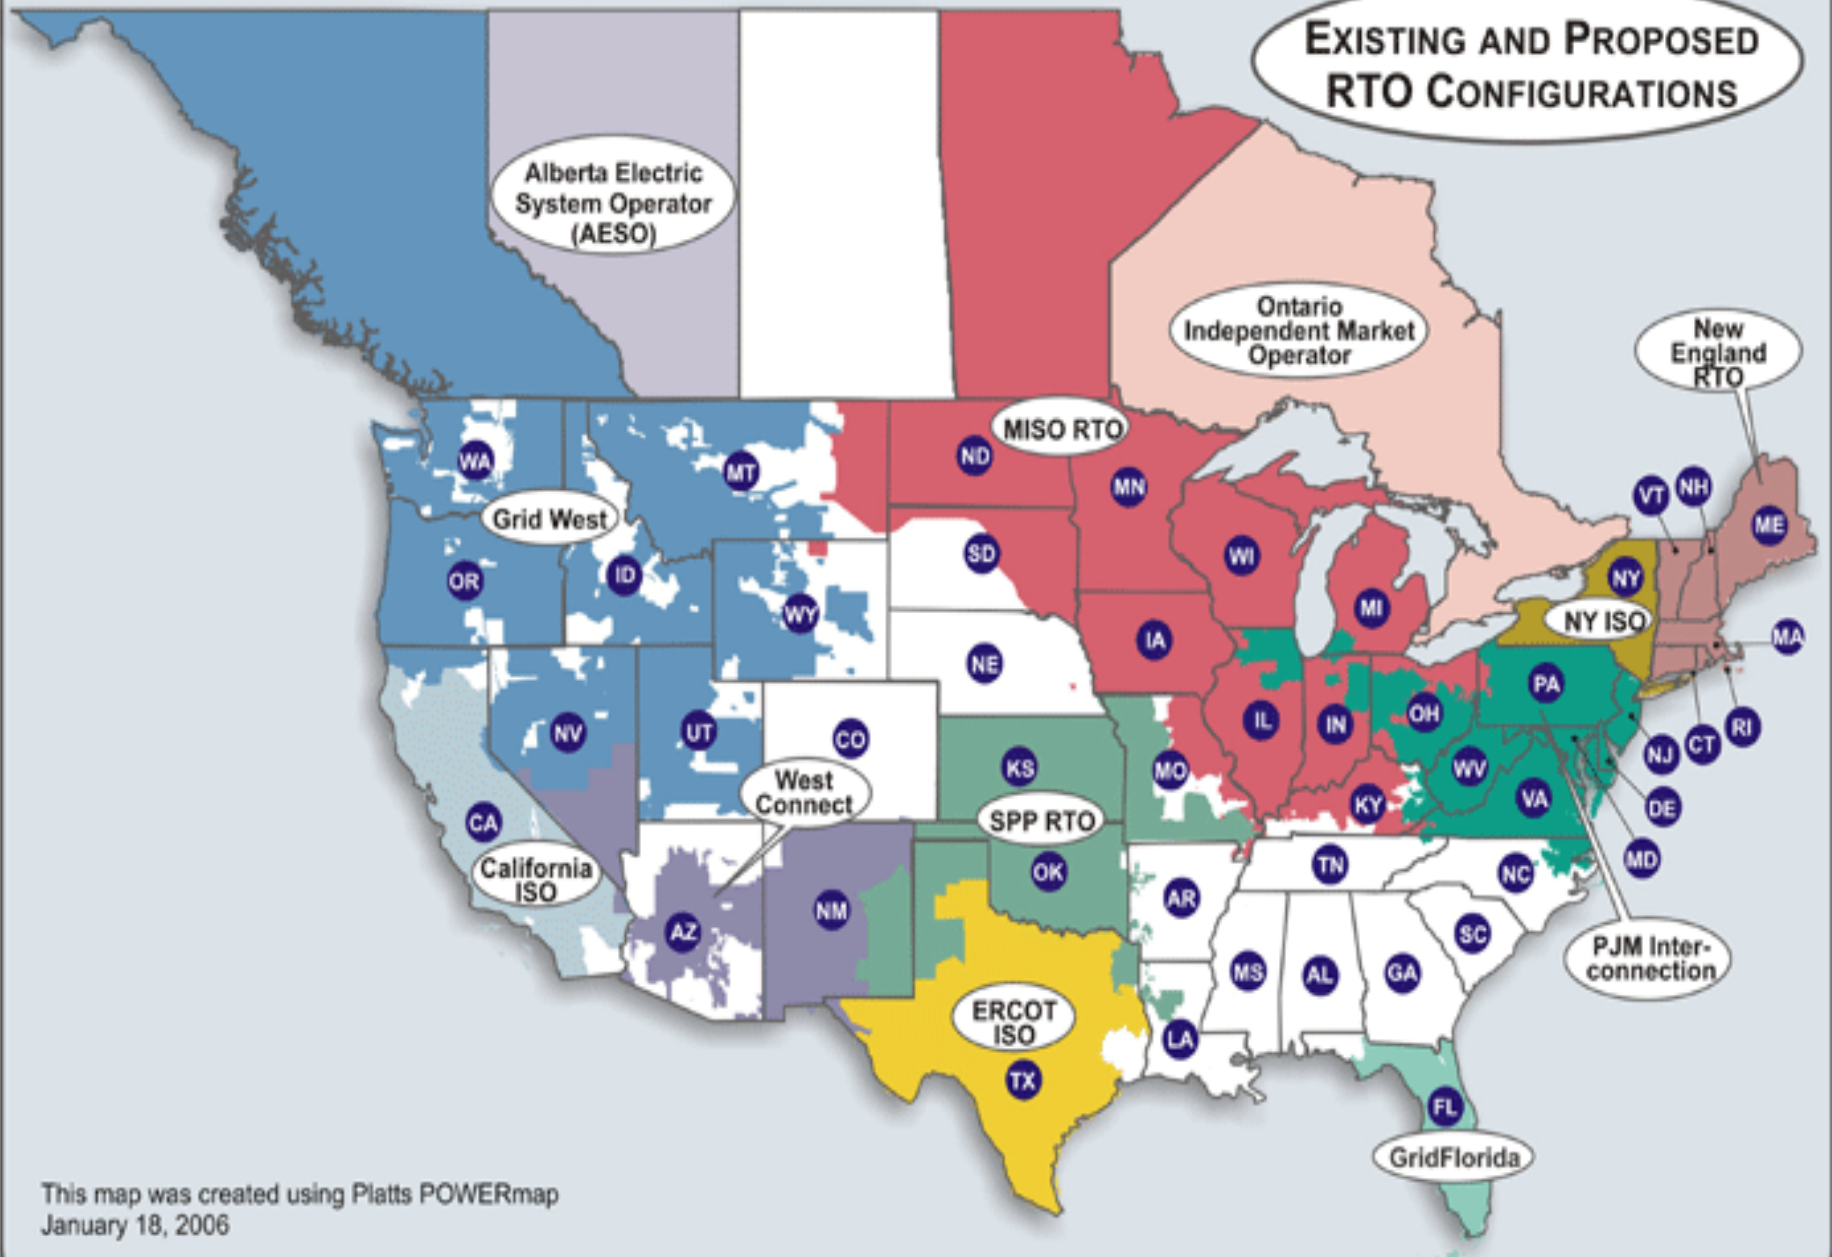 EXISTING AND PROPOSED
RTO CONFIGURATIONS
Alberta Electric
System Operator
(AESO)
Ontario
Independent Market
Operator
New
England
RTO
MISO RTO
WA
MT
ND
MN
VT
NH
ME
Grid West
OR
ID
SD
WI
NY
WY
MI
NY ISO
IA
MA
NE
PA
NV
UT
CO
IL
IN
OH
RI
NJ
CT
West
Connect
KS
MO
WV
VA
KY
DE
CA
SPP RTO
California
ISO
OK
TN
NC
MD
AZ
NM
AR
SC
PJM Inter-
connection
MS
AL
GA
ERCOT
ISO
LA
TX
FL
GridFlorida
This map was created using Platts POWERmap
January 18, 2006